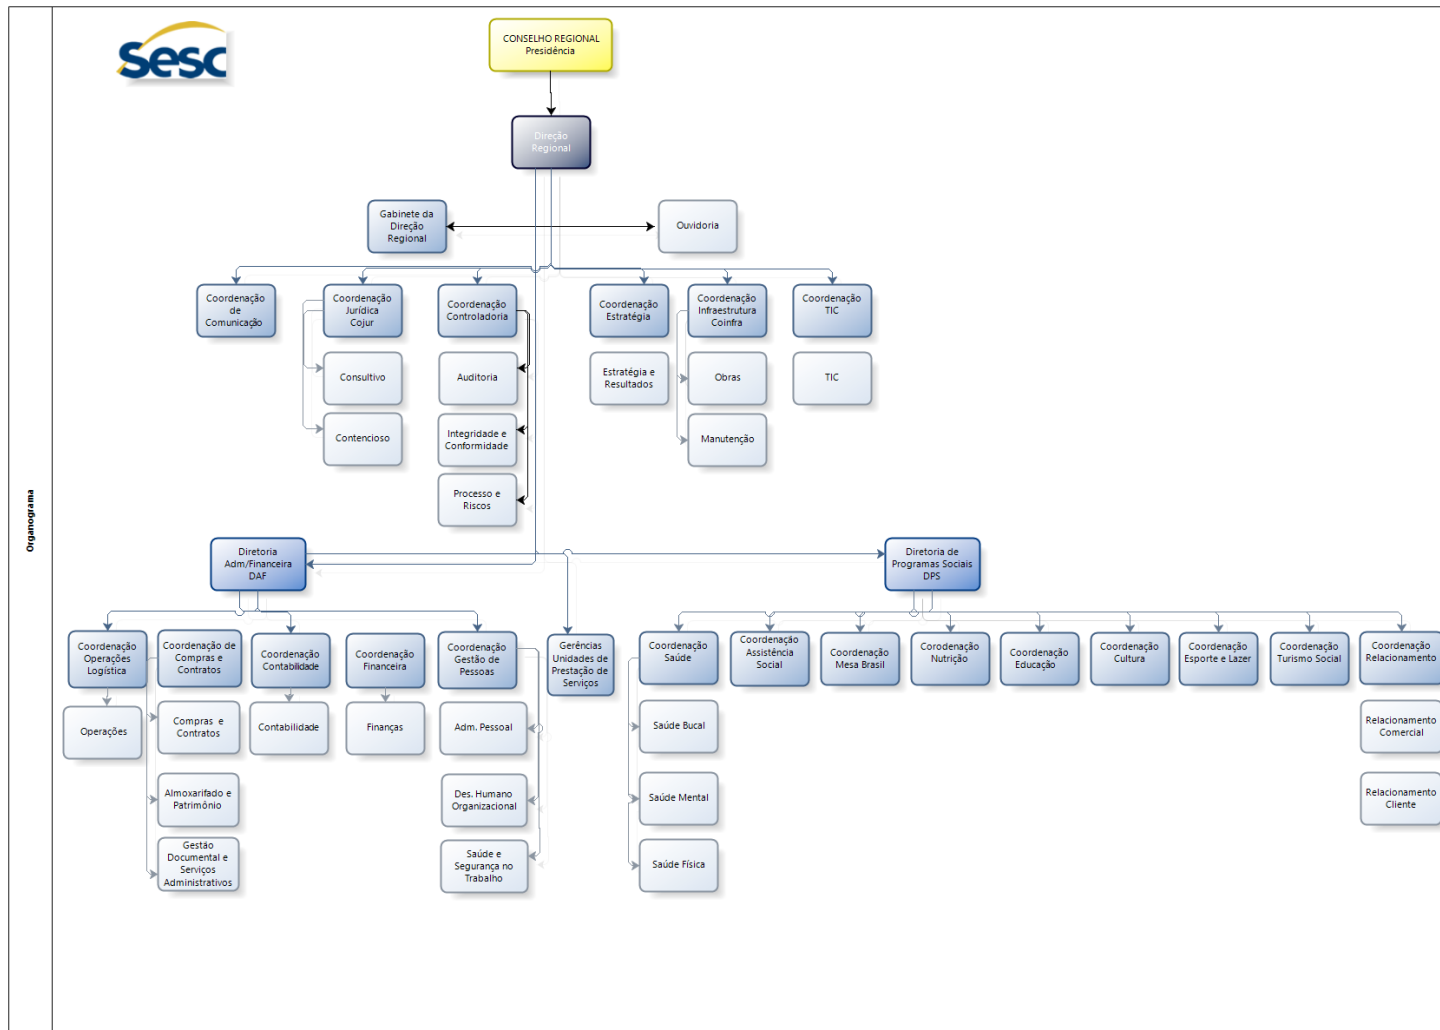 Sesc
CONSELHO REGIONAL
Presidência
Direção
Regional
Gabinete da
Direção
Regional
Ouvidoria
Coordenação
de
Comunicação
Coordenação
Jurídica
Cojur
Coordenação
Controladoria
Coordenação
Estratégia
Coordenação
Infraestrutura
Coinfra
Coordenação
TIC
Consultivo
Auditoria
Estratégia e
Resultados
Obras
TIC
Contencioso
Integridade e
Conformidade
Manutenção
Processo e
Riscos
Organograma
Diretoria
Adm/Financeira
DAF
Diretoria de
Programas Sociais
DPS
Coordenação
Operações
Logística
Coordenação de
Compras e
Contratos
Coordenação
Contabilidade
Coordenação
Financeira
Coordenação
Gestão de
Pessoas
Gerências
Unidades de
Prestação de
Serviços
Coordenação
Saúde
Coordenação
Assistência
Social
Coordenação
Mesa Brasil
Coordenação
Nutrição
Coordenação
Educação
Coordenação
Cultura
Coordenação
Esporte e Lazer
Coordenação
Turismo Social
Coordenação
Relacionamento
Operações
Compras e
Contratos
Contabilidade
Finanças
Adm. Pessoal
Saúde Bucal
Relacionamento
Comercial
Almoxarifado e
Patrimônio
Des. Humano
Organizacional
Saúde Mental
Relacionamento
Cliente
Gestão
Documental e
Serviços
Administrativos
Saúde e
Segurança no
Trabalho
Saúde Física